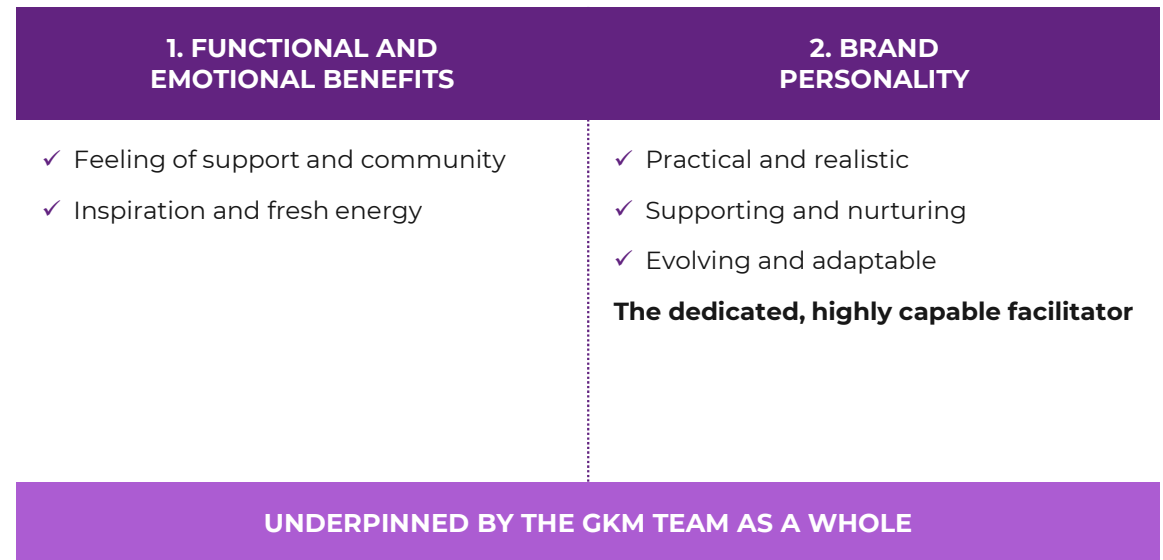 1. FUNCTIONAL AND
EMOTIONAL BENEFITS
✓ Feeling of support and community
✓ Inspiration and fresh energy
2. BRAND
PERSONALITY
✓ Practical and realistic
✓ Supporting and nurturing
✓ Evolving and adaptable
The dedicated, highly capable facilitator
UNDERPINNED BY THE GKM TEAM AS A WHOLE